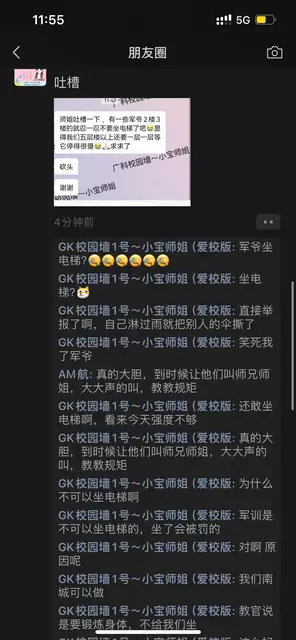 11:55
5G
朋友圈
吐槽
广科校园墙
师姐吐槽一下，有一些军爷2楼3
楼的就忍一忍不要坐电梯了吧😭显
得我们五层楼以上还要一层一层等
它停得很傻😭🙏🏻求求了
砍头
广科校园墙～小宝师姐
谢谢
4分钟前
GK校园墙1号～小宝师姐 (爱校版: 军爷坐
电梯?
GK校园墙1号～小宝师姐 (爱校版: 坐电
梯?
GK校园墙1号～小宝师姐 (爱校版: 直接举
报了啊，自己淋过雨就把别人的伞撕了
GK校园墙1号～小宝师姐 (爱校版: 笑死我
了军爷
AM航: 真的大胆，到时候让他们叫师兄师
姐，大大声的叫，教教规矩
GK校园墙1号～小宝师姐 (爱校版: 还敢坐
电梯啊，看来今天强度不够
GK校园墙1号～小宝师姐 (爱校版: 真的大
胆，到时候让他们叫师兄师姐，大大声的
叫，教教规矩
GK校园墙1号～小宝师姐 (爱校版: 为什么
不可以坐电梯啊
GK校园墙1号～小宝师姐 (爱校版: 军训是
不可以坐电梯的，坐了会被罚的
GK校园墙1号～小宝师姐 (爱校版: 对啊 原
因呢
GK校园墙1号～小宝师姐 (爱校版: 我们南
城可以做
GK校园墙1号～小宝师姐 (爱校版: 教官说
是要锻炼身体，不给我们坐